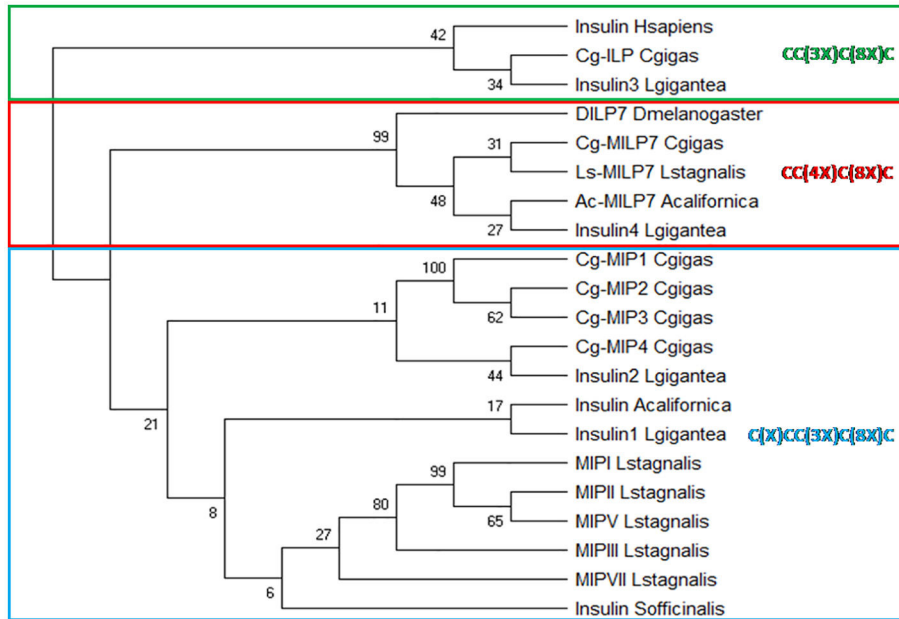 42
Insulin Hsapiens
Cg-ILP Cgigas
CC(3X)C(8X)C
34
Insulin3 Lgigantea
DILP7 Dmelanogaster
99
31
Cg-MILP7 Cgigas
Ls-MILP7 Lstagnalis
CC(4X)C(8X)C
48
Ac-MILP7 Acalifornica
27
Insulin4 Lgigantea
Cg-MIP1 Cgigas
100
Cg-MIP2 Cgigas
11
62
Cg-MIP3 Cgigas
Cg-MIP4 Cgigas
44
Insulin2 Lgigantea
17
Insulin Acalifornica
21
Insulin1 Lgigantea
C(X)CC(3X)C(8X)C
MIPI Lstagnalis
99
MIPII Lstagnalis
80
65
MIPV Lstagnalis
8
27
MIPIII Lstagnalis
MIPVII Lstagnalis
6
Insulin Sofficinalis